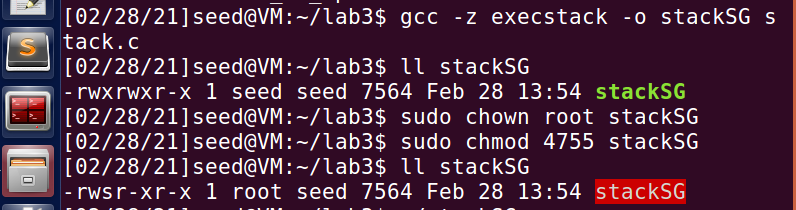 [02/28/21]seed@VM:~/lab3$ gcc -z execstack -o stackSG s
tack.c
[02/28/21]seed@VM:~/lab3$ ll stackSG
-rwxrwxr-x 1 seed seed 7564 Feb 28 13:54 stackSG
[02/28/21]seed@VM:~/lab3$ sudo chown root stackSG
[02/28/21]seed@VM:~/lab3$ sudo chmod 4755 stackSG
[02/28/21]seed@VM:~/lab3$ ll stackSG
-rwsr-xr-x 1 root seed 7564 Feb 28 13:54 stackSG